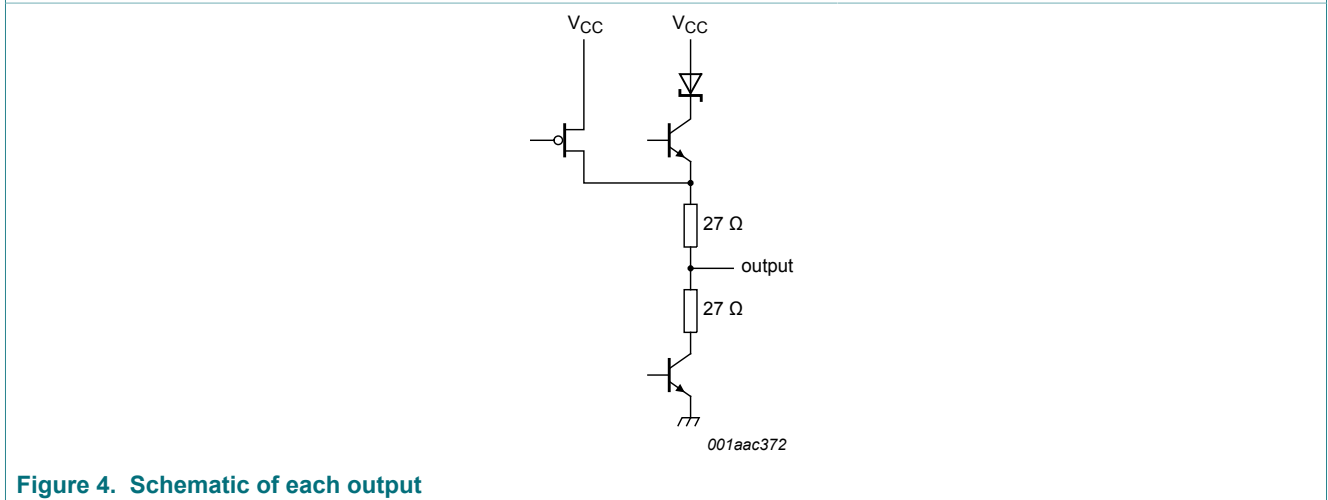 VCC VCC
27 Ω
output
27 Ω
001aac372
Figure 4. Schematic of each output